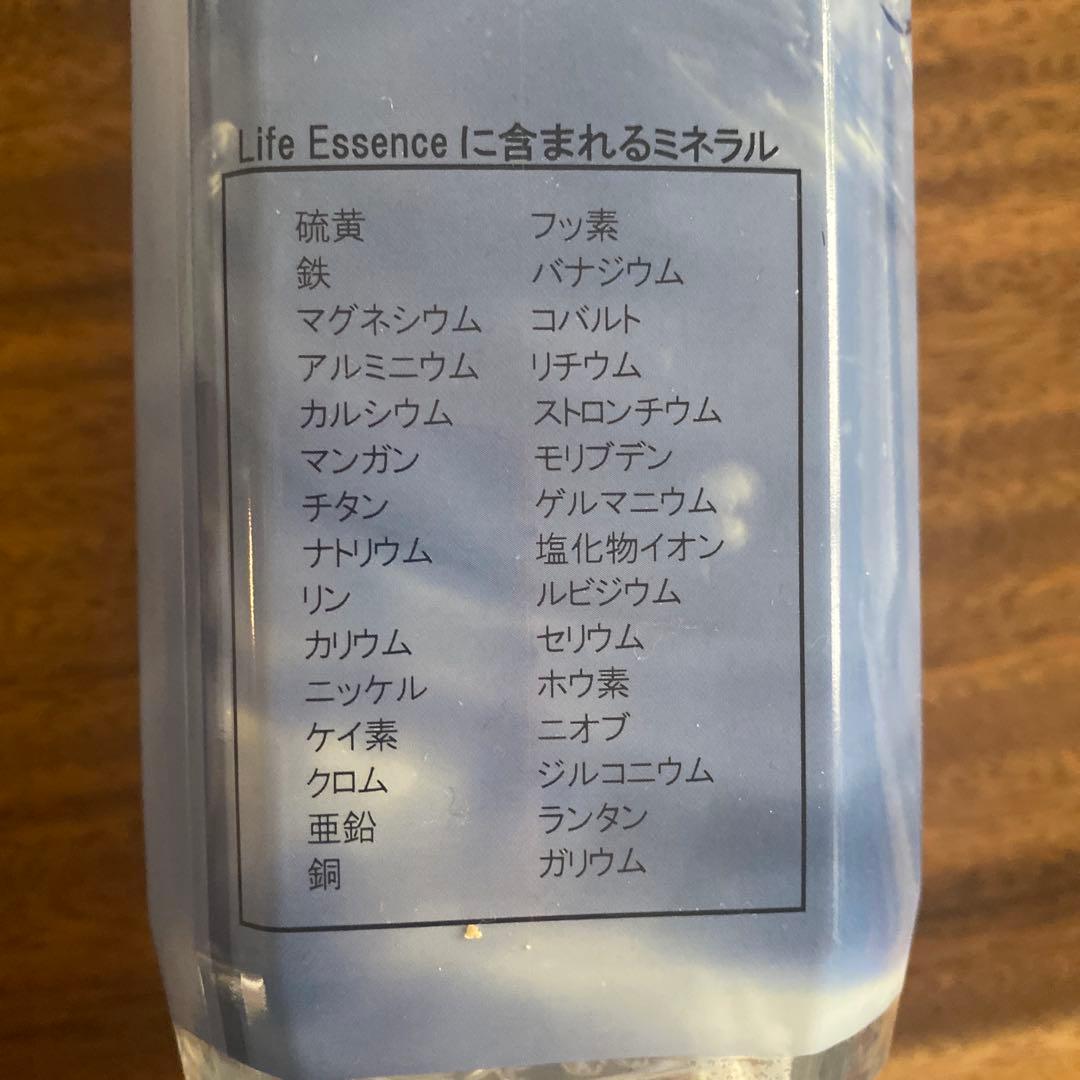 Life Essence に含まれるミネラル
硫黄
鉄
マグネシウム
アルミニウム
カルシウム
マンガン
チタン
ナトリウム
リン
カリウム
ニッケル
ケイ素
クロム
亜鉛
銅
フッ素
バナジウム
コバルト
リチウム
ストロンチウム
モリブデン
ゲルマニウム
塩化物イオン
ルビジウム
セリウム
ホウ素
ニオブ
ジルコニウム
ランタン
ガリウム